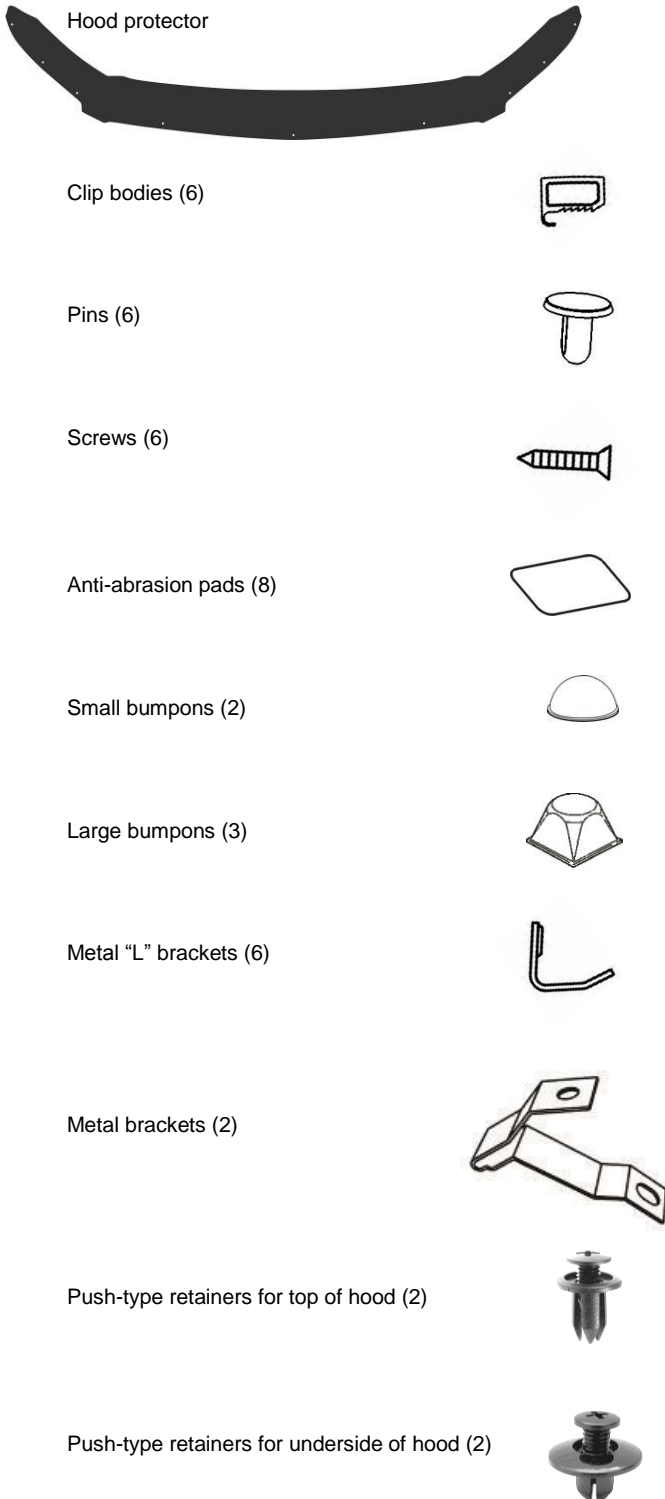 Hood protector
Clip bodies (6)
Pins (6)
Screws (6)
Anti-abrasion pads (8)
Small bumpons (2)
Large bumpons (3)
Metal “L” brackets (6)
Metal brackets (2)
Push-type retainers for top of hood (2)
Push-type retainers for underside of hood (2)